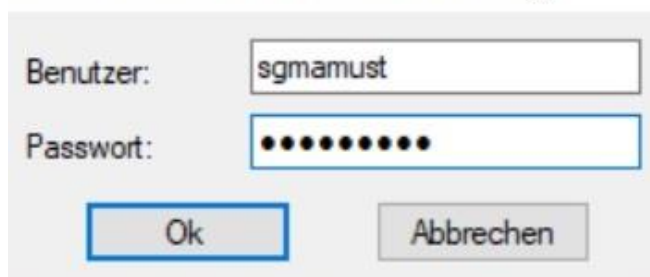 Benutzer: sgmamust
Passwort: ●●●●●●●●●
Ok Abbrechen